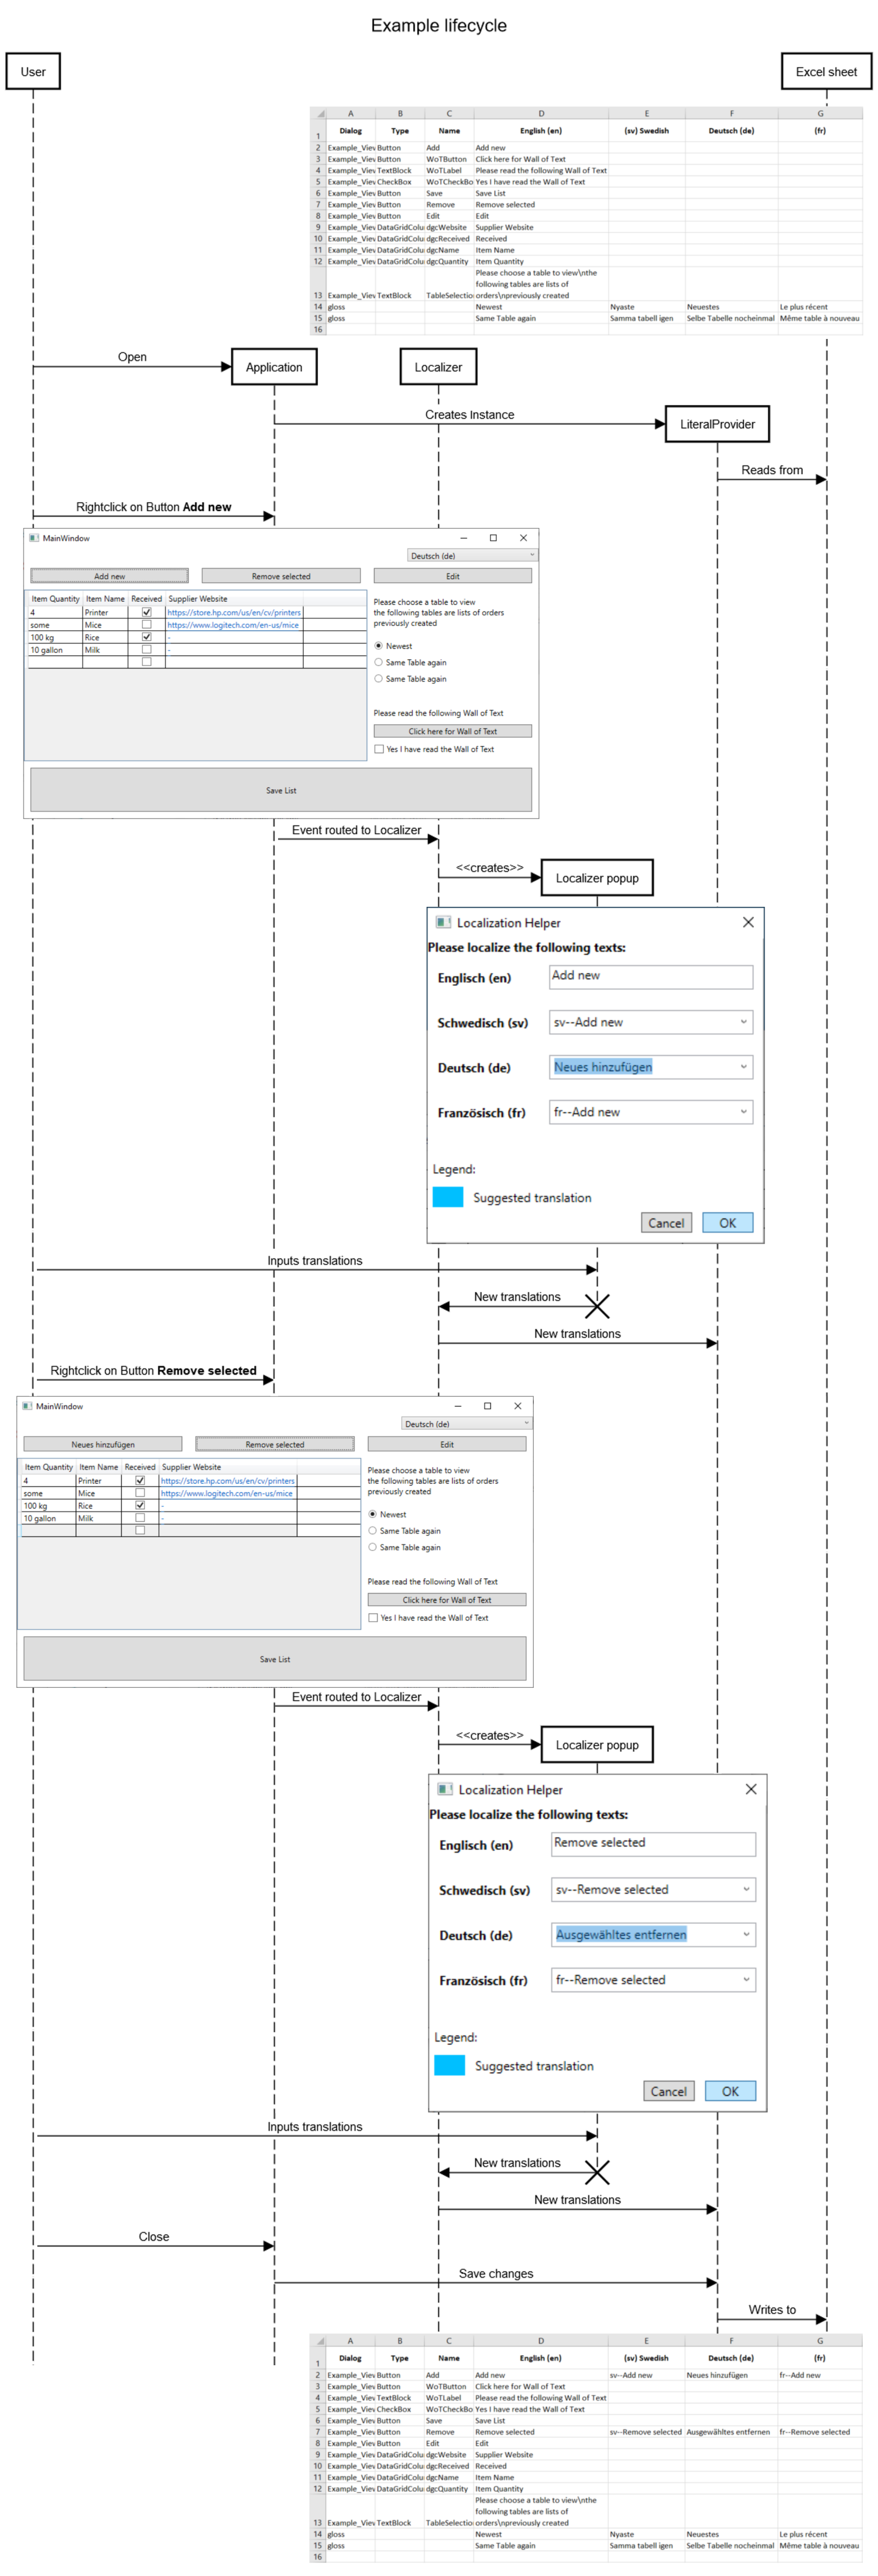 Example lifecycle
User
Excel sheet
A B C D E F G
1 Dialog Type Name English (en) (sv) Swedish Deutsch (de) (fr)
2 Example_View Button Add Add new
3 Example_View Button WoTButton Click here for Wall of Text
4 Example_View TextBlock WoTLabel Please read the following Wall of Text
5 Example_View CheckBox WoTCheckBo Yes I have read the Wall of Text
6 Example_View Button Save Save List
7 Example_View Button Remove Remove selected
8 Example_View Button Edit Edit
9 Example_View DataGridColu dgcWebsite Supplier Website
10 Example_View DataGridColu dgcReceived Received
11 Example_View DataGridColu dgcName Item Name
12 Example_View DataGridColu dgcQuantity Item Quantity
Please choose a table to view\nthe
following tables are lists of
13 Example_View TextBlock TableSelectio orders\npreviously created
14 gloss Newest Nyaste Neuestes Le plus récent
15 gloss Same Table again Samma tabell igen Selbe Tabelle nocheinmal Même table à nouveau
16
Open
Application
Localizer
Creates Instance
LiteralProvider
Reads from
Rightclick on Button Add new
MainWindow
Deutsch (de)
Add new Remove selected Edit
Item Quantity Item Name Received Supplier Website
4 Printer https://store.hp.com/us/en/cv/printers
some Mice https://www.logitech.com/en-us/mice
100 kg Rice -
10 gallon Milk -
Please choose a table to view
the following tables are lists of orders
previously created
Newest
Same Table again
Same Table again
Please read the following Wall of Text
Click here for Wall of Text
Yes I have read the Wall of Text
Save List
Event routed to Localizer
<<creates>>
Localizer popup
Localization Helper
Please localize the following texts:
Englisch (en) Add new
Schwedisch (sv) sv--Add new
Deutsch (de) Neues hinzufügen
Französisch (fr) fr--Add new
Legend:
Suggested translation
Cancel OK
Inputs translations
New translations
New translations
Rightclick on Button Remove selected
MainWindow
Deutsch (de)
Neues hinzufügen Remove selected Edit
Item Quantity Item Name Received Supplier Website
4 Printer https://store.hp.com/us/en/cv/printers
some Mice https://www.logitech.com/en-us/mice
100 kg Rice -
10 gallon Milk -
Please choose a table to view
the following tables are lists of orders
previously created
Newest
Same Table again
Same Table again
Please read the following Wall of Text
Click here for Wall of Text
Yes I have read the Wall of Text
Save List
Event routed to Localizer
<<creates>>
Localizer popup
Localization Helper
Please localize the following texts:
Englisch (en) Remove selected
Schwedisch (sv) sv--Remove selected
Deutsch (de) Ausgewähltes entfernen
Französisch (fr) fr--Remove selected
Legend:
Suggested translation
Cancel OK
Inputs translations
New translations
New translations
Close
Save changes
Writes to
A B C D E F G
1 Dialog Type Name English (en) (sv) Swedish Deutsch (de) (fr)
2 Example_View Button Add Add new sv--Add new Neues hinzufügen fr--Add new
3 Example_View Button WoTButton Click here for Wall of Text
4 Example_View TextBlock WoTLabel Please read the following Wall of Text
5 Example_View CheckBox WoTCheckBo Yes I have read the Wall of Text
6 Example_View Button Save Save List
7 Example_View Button Remove Remove selected sv--Remove selected Ausgewähltes entfernen fr--Remove selected
8 Example_View Button Edit Edit
9 Example_View DataGridColu dgcWebsite Supplier Website
10 Example_View DataGridColu dgcReceived Received
11 Example_View DataGridColu dgcName Item Name
12 Example_View DataGridColu dgcQuantity Item Quantity
Please choose a table to view\nthe
following tables are lists of
13 Example_View TextBlock TableSelectio orders\npreviously created
14 gloss Newest Nyaste Neuestes Le plus récent
15 gloss Same Table again Samma tabell igen Selbe Tabelle nocheinmal Même table à nouveau
16